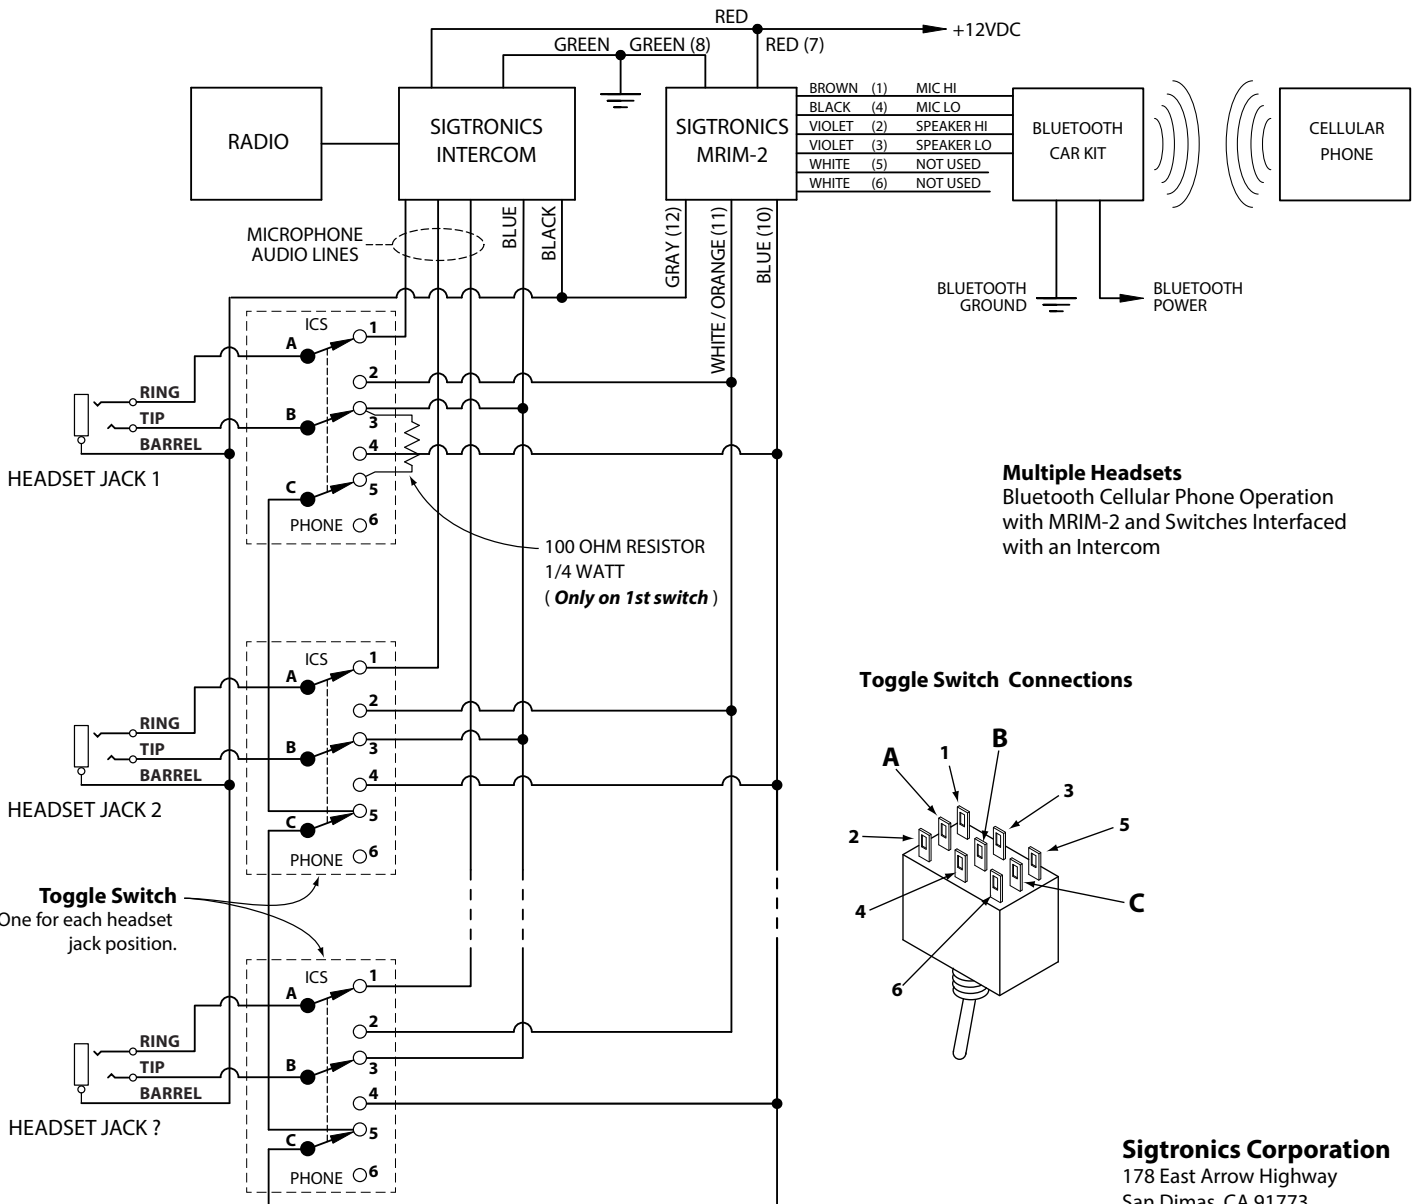 RED
+12VDC
GREEN
GREEN (8)
RED (7)
RADIO
SIGTRONICS
INTERCOM
SIGTRONICS
MRIM-2
BROWN (1) MIC HI
BLACK (4) MIC LO
VIOLET (2) SPEAKER HI
VIOLET (3) SPEAKER LO
WHITE (5) NOT USED
WHITE (6) NOT USED
BLUETOOTH
CAR KIT
CELLULAR
PHONE
MICROPHONE
AUDIO LINES
BLUE
BLACK
GRAY (12)
WHITE / ORANGE (11)
BLUE (10)
BLUETOOTH
GROUND
BLUETOOTH
POWER
ICS
A
1
2
B
3
4
C
5
PHONE
6
RING
TIP
BARREL
HEADSET JACK 1
100 OHM RESISTOR
1/4 WATT
( Only on 1st switch )
Multiple Headsets
Bluetooth Cellular Phone Operation
with MRIM-2 and Switches Interfaced
with an Intercom
ICS
A
1
2
B
3
4
C
5
PHONE
6
RING
TIP
BARREL
HEADSET JACK 2
Toggle Switch
One for each headset
jack position.
Toggle Switch Connections
A
1
B
3
5
2
4
C
6
ICS
A
1
2
B
3
4
C
5
PHONE
6
RING
TIP
BARREL
HEADSET JACK ?
Sigtronics Corporation
178 East Arrow Highway
San Dimas, CA 91773